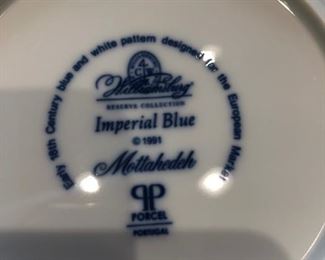 Early 18th Century blue and white pattern designed for the European Market
Williamsburg
RESERVE COLLECTION
Imperial Blue
© 1991
Mottahedeh
PORCEL
PORTUGAL